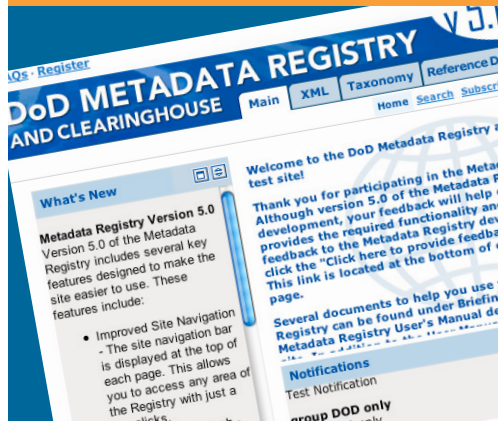 v 5.
AQs · Register
DoD METADATA REGISTRY
AND CLEARINGHOUSE
Main
XML
Taxonomy
Reference D
Home Search Subscri
What's New
Metadata Registry Version 5.0
Version 5.0 of the Metadata
Registry includes several key
features designed to make the
site easier to use. These
features include:
• Improved Site Navigation
- The site navigation bar
is displayed at the top of
each page. This allows
you to access any area of
the Registry with just a
clicks.
Welcome to the DoD Metadata Registry a
test site!
Thank you for participating in the Meta
Although version 5.0 of the Metadata R
development, your feedback will help
provides the required functionality and
feedback to the Metadata Registry dev
click the "Click here to provide feedba
This link is located at the bottom of
page.
Several documents to help you use
Registry can be found under Briefin
Metadata Registry User's Manual de
Notifications
Test Notification
group DOD only